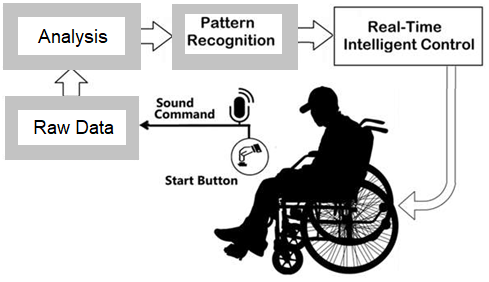 Analysis
Pattern
Recognition
Real-Time
Intelligent Control
Raw Data
Sound
Command
Start Button